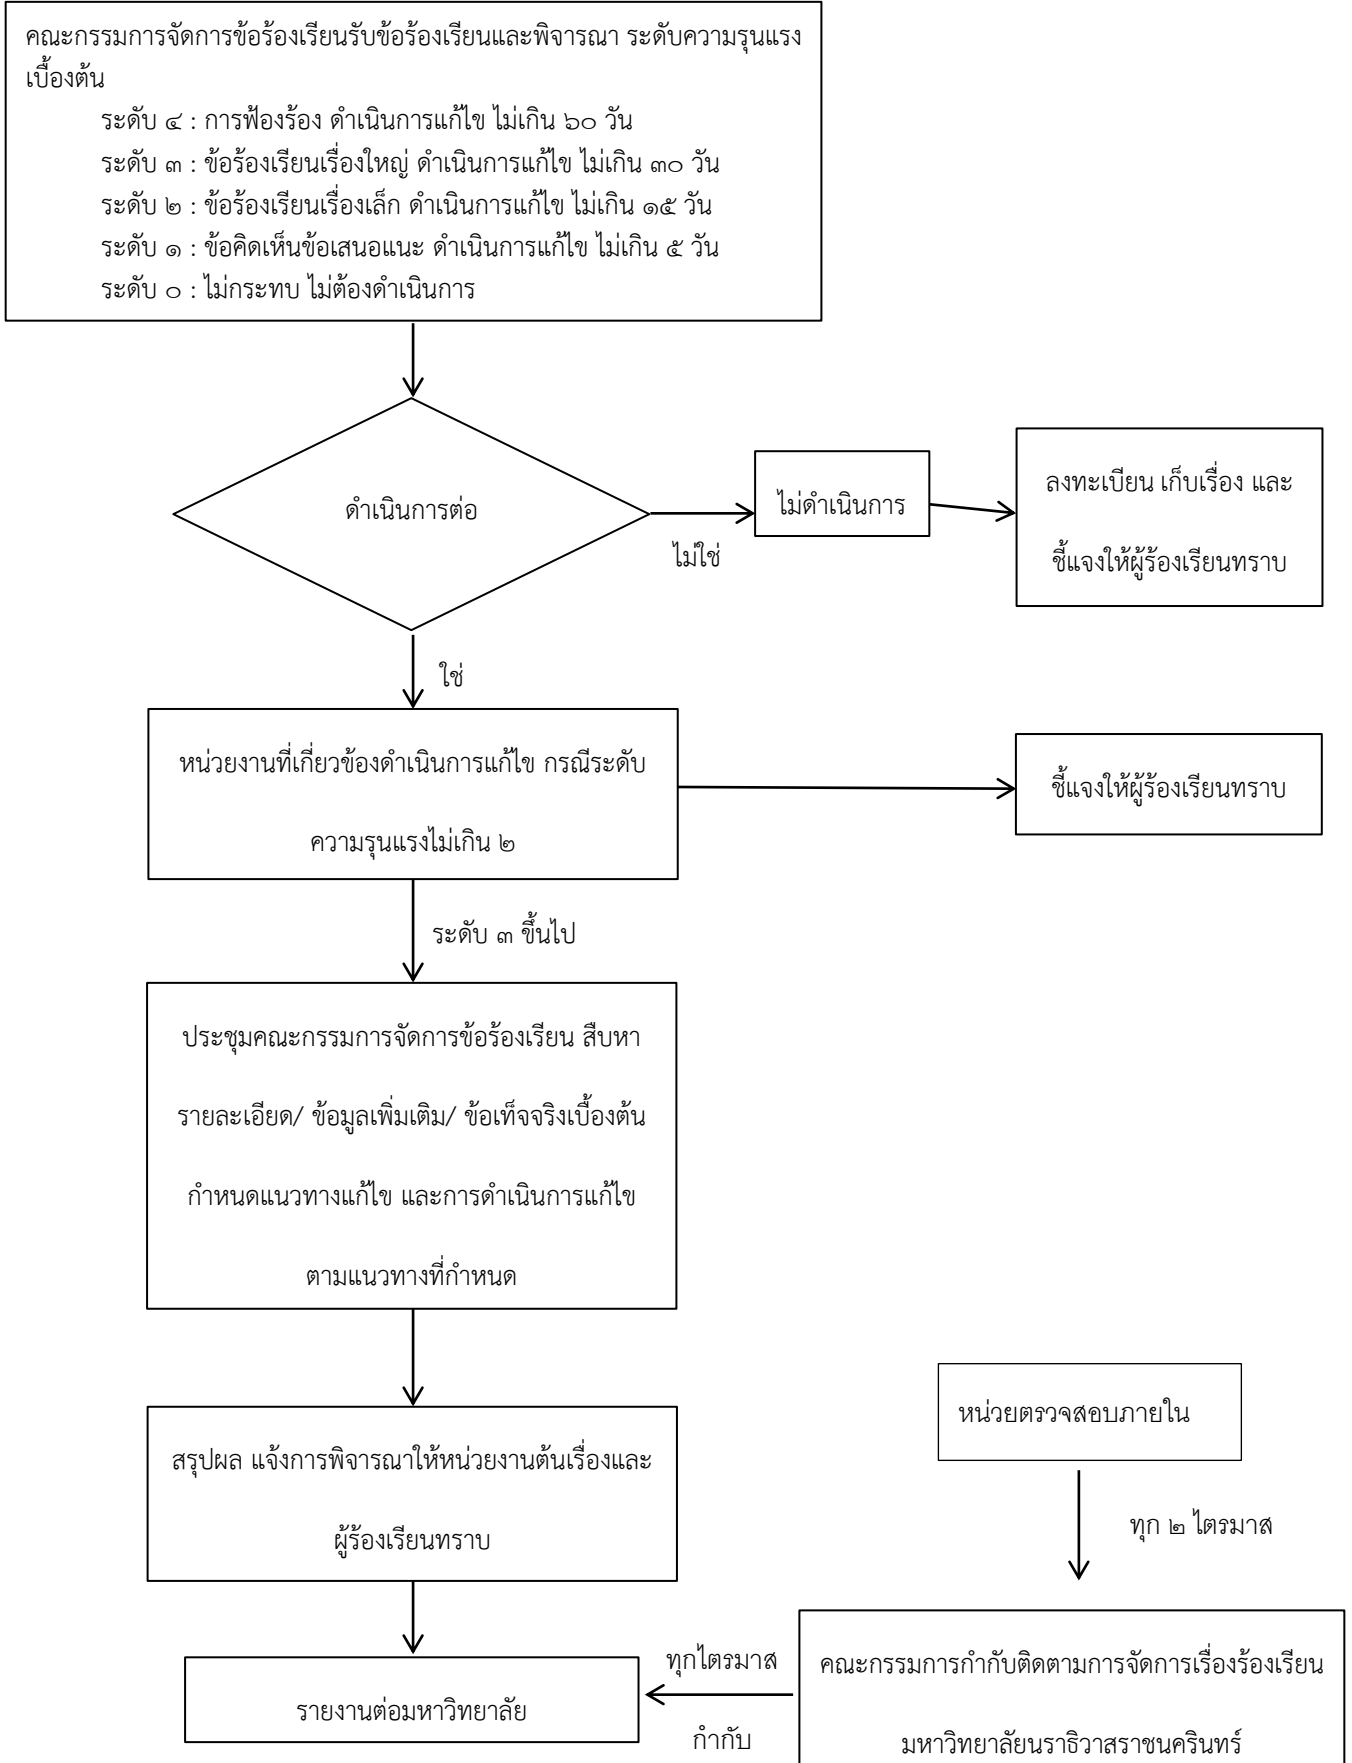 คณะกรรมการจัดการข้อร้องเรียนรับข้อร้องเรียนและพิจารณา ระดับความรุนแรง
เบื้องต้น
ระดับ ๔ : การฟ้องร้อง ดำเนินการแก้ไข ไม่เกิน ๖๐ วัน
ระดับ ๓ : ข้อร้องเรียนเรื่องใหญ่ ดำเนินการแก้ไข ไม่เกิน ๓๐ วัน
ระดับ ๒ : ข้อร้องเรียนเรื่องเล็ก ดำเนินการแก้ไข ไม่เกิน ๑๕ วัน
ระดับ ๑ : ข้อคิดเห็นข้อเสนอแนะ ดำเนินการแก้ไข ไม่เกิน ๕ วัน
ระดับ ๐ : ไม่กระทบ ไม่ต้องดำเนินการ
ดำเนินการต่อ
ไม่ใช่
ไม่ดำเนินการ
ลงทะเบียน เก็บเรื่อง และ
ชี้แจงให้ผู้ร้องเรียนทราบ
ใช่
หน่วยงานที่เกี่ยวข้องดำเนินการแก้ไข กรณีระดับ
ความรุนแรงไม่เกิน ๒
ชี้แจงให้ผู้ร้องเรียนทราบ
ระดับ ๓ ขึ้นไป
ประชุมคณะกรรมการจัดการข้อร้องเรียน สืบหา
รายละเอียด/ ข้อมูลเพิ่มเติม/ ข้อเท็จจริงเบื้องต้น
กำหนดแนวทางแก้ไข และการดำเนินการแก้ไข
ตามแนวทางที่กำหนด
สรุปผล แจ้งการพิจารณาให้หน่วยงานต้นเรื่องและ
ผู้ร้องเรียนทราบ
หน่วยตรวจสอบภายใน
ทุก ๒ ไตรมาส
รายงานต่อมหาวิทยาลัย
ทุกไตรมาส
กำกับ
คณะกรรมการกำกับติดตามการจัดการเรื่องร้องเรียน
มหาวิทยาลัยนราธิวาสราชนครินทร์